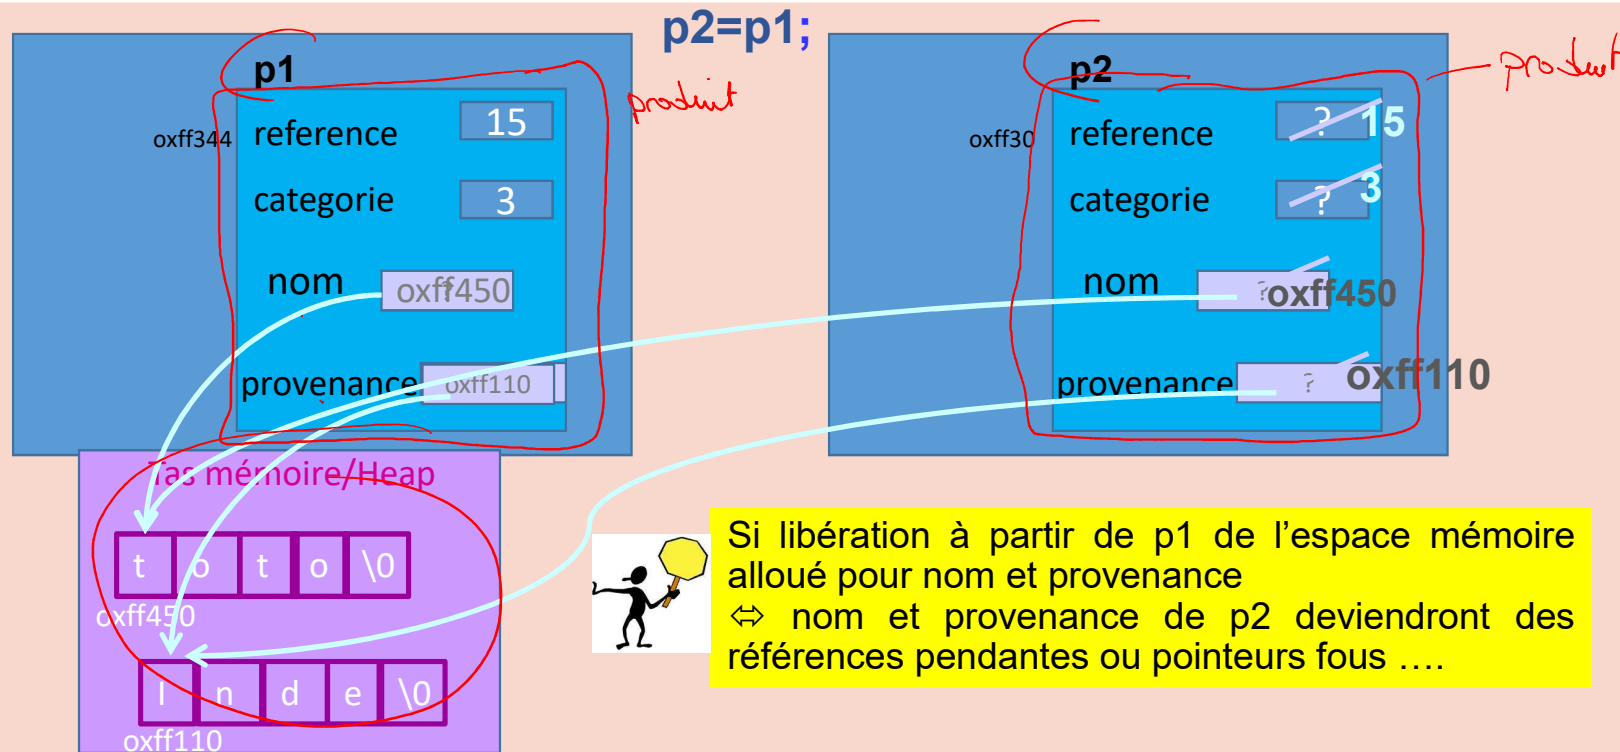 p2=p1;
p1
produit
oxff344
reference
15
categorie
3
nom
oxff450
?
provenance
oxff110
p2
produit
oxff30
reference
?
15
categorie
?
3
nom
?
oxff450
provenance
?
oxff110
Tas mémoire/Heap
t o t o \0
oxff450
I n d e \0
oxff110
Si libération à partir de p1 de l’espace mémoire
alloué pour nom et provenance
⇔ nom et provenance de p2 deviendront des
références pendantes ou pointeurs fous ….